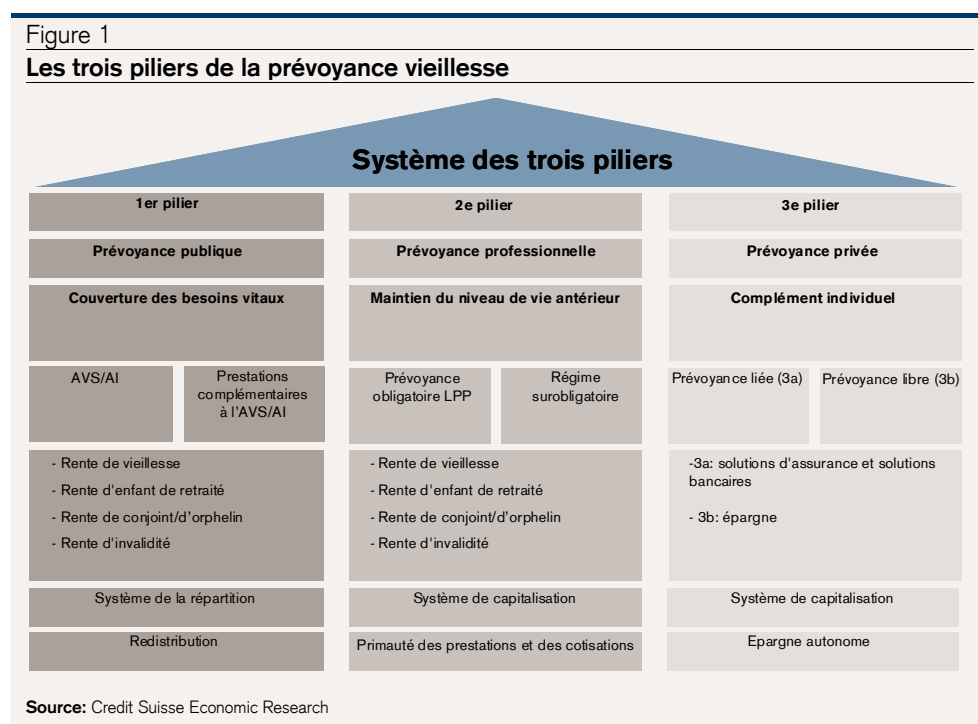 Figure 1
Les trois piliers de la prévoyance vieillesse
Système des trois piliers
1er pilier
2e pilier
3e pilier
Prévoyance publique
Prévoyance professionnelle
Prévoyance privée
Couverture des besoins vitaux
Maintien du niveau de vie antérieur
Complément individuel
AVS/AI
Prestations
complémentaires
à l'AVS/AI
Prévoyance
obligatoire LPP
Régime
surobligatoire
Prévoyance liée (3a)
Prévoyance libre (3b)
- Rente de vieillesse
- Rente d'enfant de retraité
- Rente de conjoint/d'orphelin
- Rente d'invalidité
- Rente de vieillesse
- Rente d'enfant de retraité
- Rente de conjoint/d'orphelin
- Rente d'invalidité
-3a: solutions d'assurance et solutions
bancaires
- 3b: épargne
Système de la répartition
Système de capitalisation
Système de capitalisation
Redistribution
Primauté des prestations et des cotisations
Epargne autonome
Source: Credit Suisse Economic Research